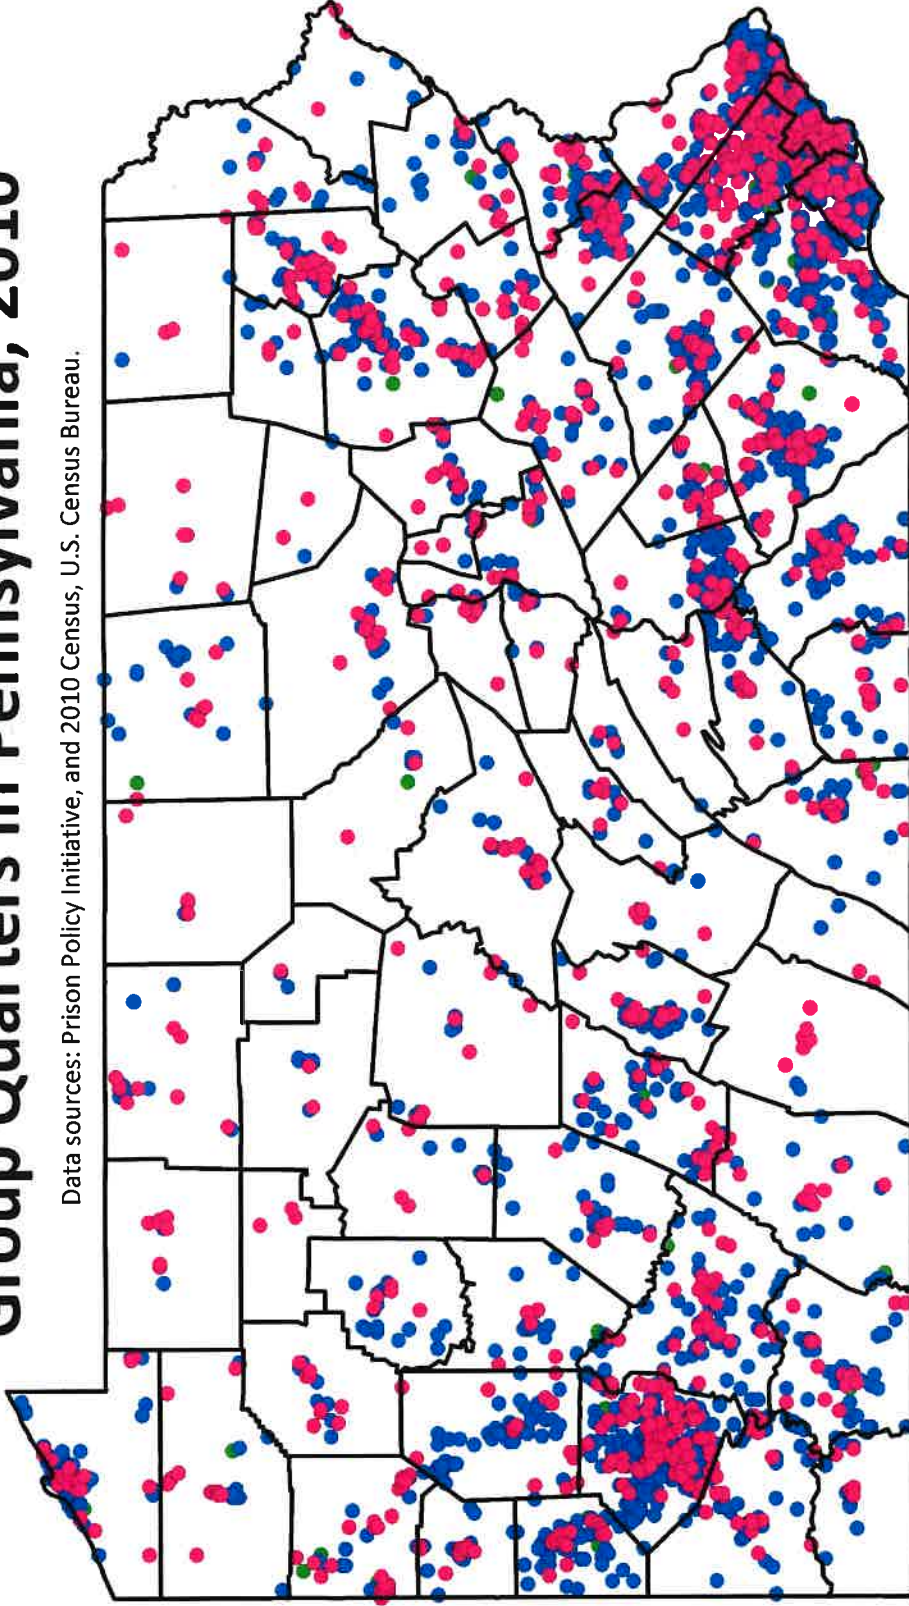 Group Quarters in Pennsylvania, 2010
Data sources: Prison Policy Initiative, and 2010 Census, U.S. Census Bureau.